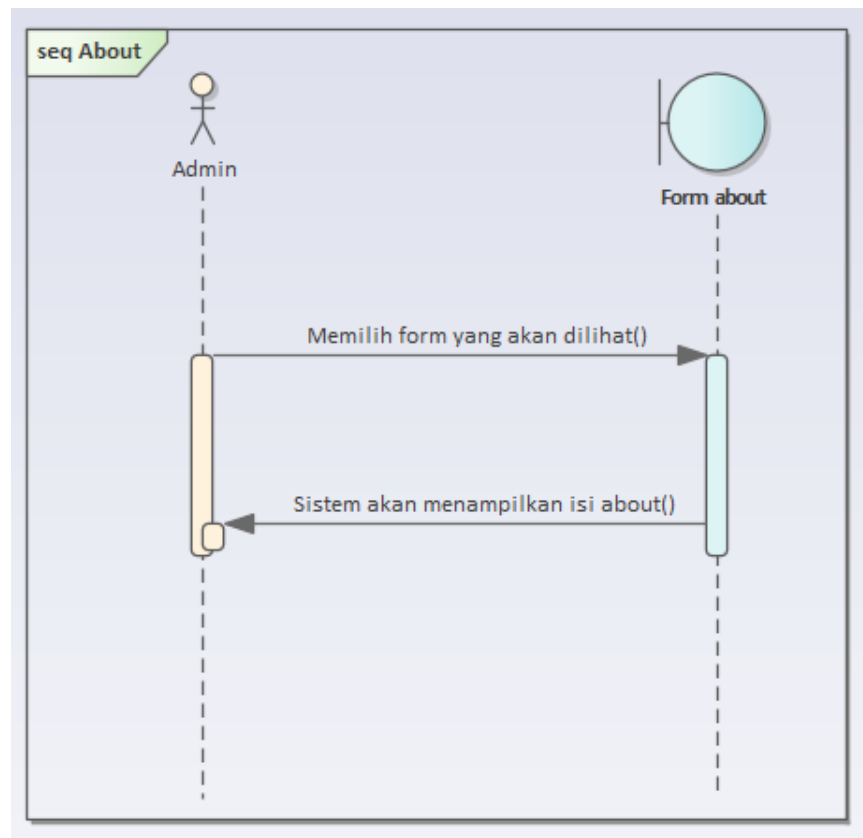 seq About
Admin
Form about
Memilih form yang akan dilihat()
Sistem akan menampilkan isi about()